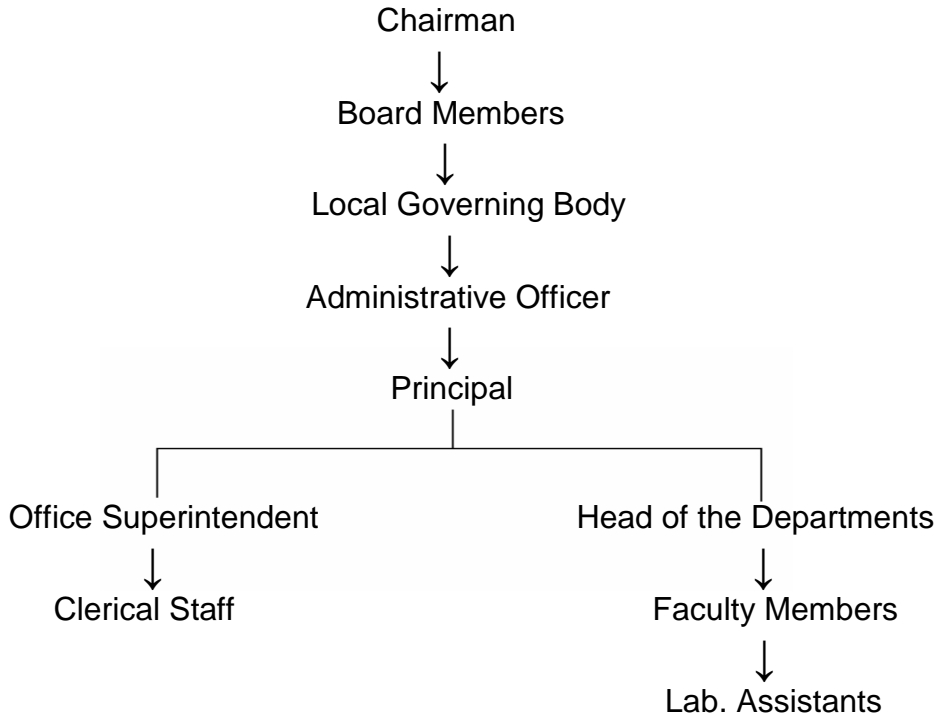 Chairman
Board Members
Local Governing Body
Administrative Officer
Principal
Office Superintendent
Head of the Departments
Clerical Staff
Faculty Members
Lab. Assistants